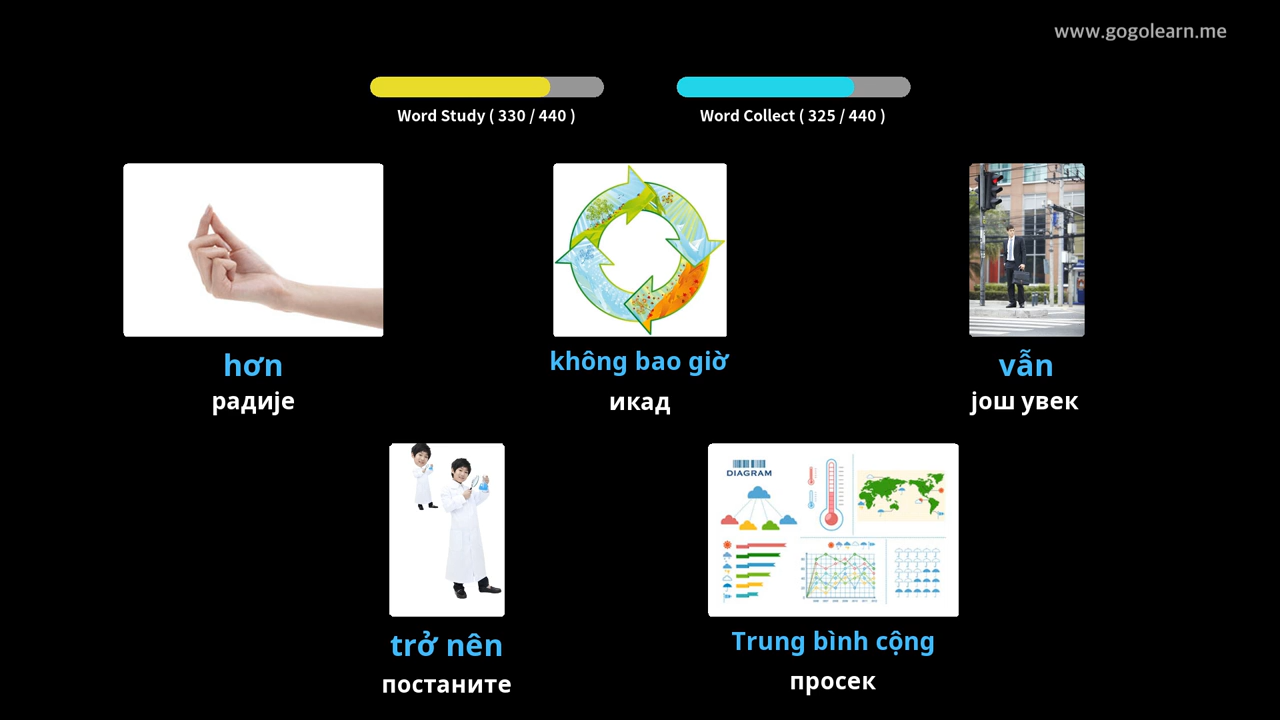 www.gogolearn.me
Word Study ( 330 / 440 )
Word Collect ( 325 / 440 )
hơn
радије
không bao giờ
икад
vẫn
још увек
DIAGRAM
trở nên
постаните
Trung bình cộng
просек